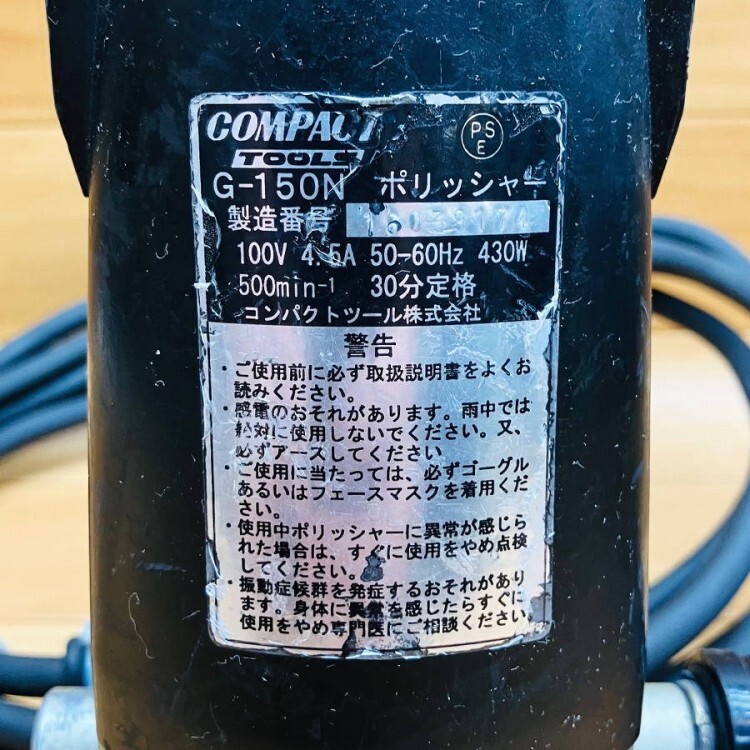 COMPACT
TOOLS
PS
E
G-150N ポリッシャー
製造番号
100V 4.5A 50-60Hz 430W
500min-1 30分定格
コンパクトツール株式会社
警告
・ご使用前に必ず取扱説明書をよくお
読みください。
・感電のおそれがあります。雨中では
絶対に使用しないでください。又、
必ずアースしてください
・ご使用に当たっては、必ずゴーグル
あるいはフェースマスクを着用くだ
さい。
・使用中ポリッシャーに異常が感じら
れた場合は、すぐに使用をやめ点検
してください。
・振動症候群を発症するおそれがあり
ます。身体に異常を感じたらすぐに
使用をやめ専門医にご相談ください。